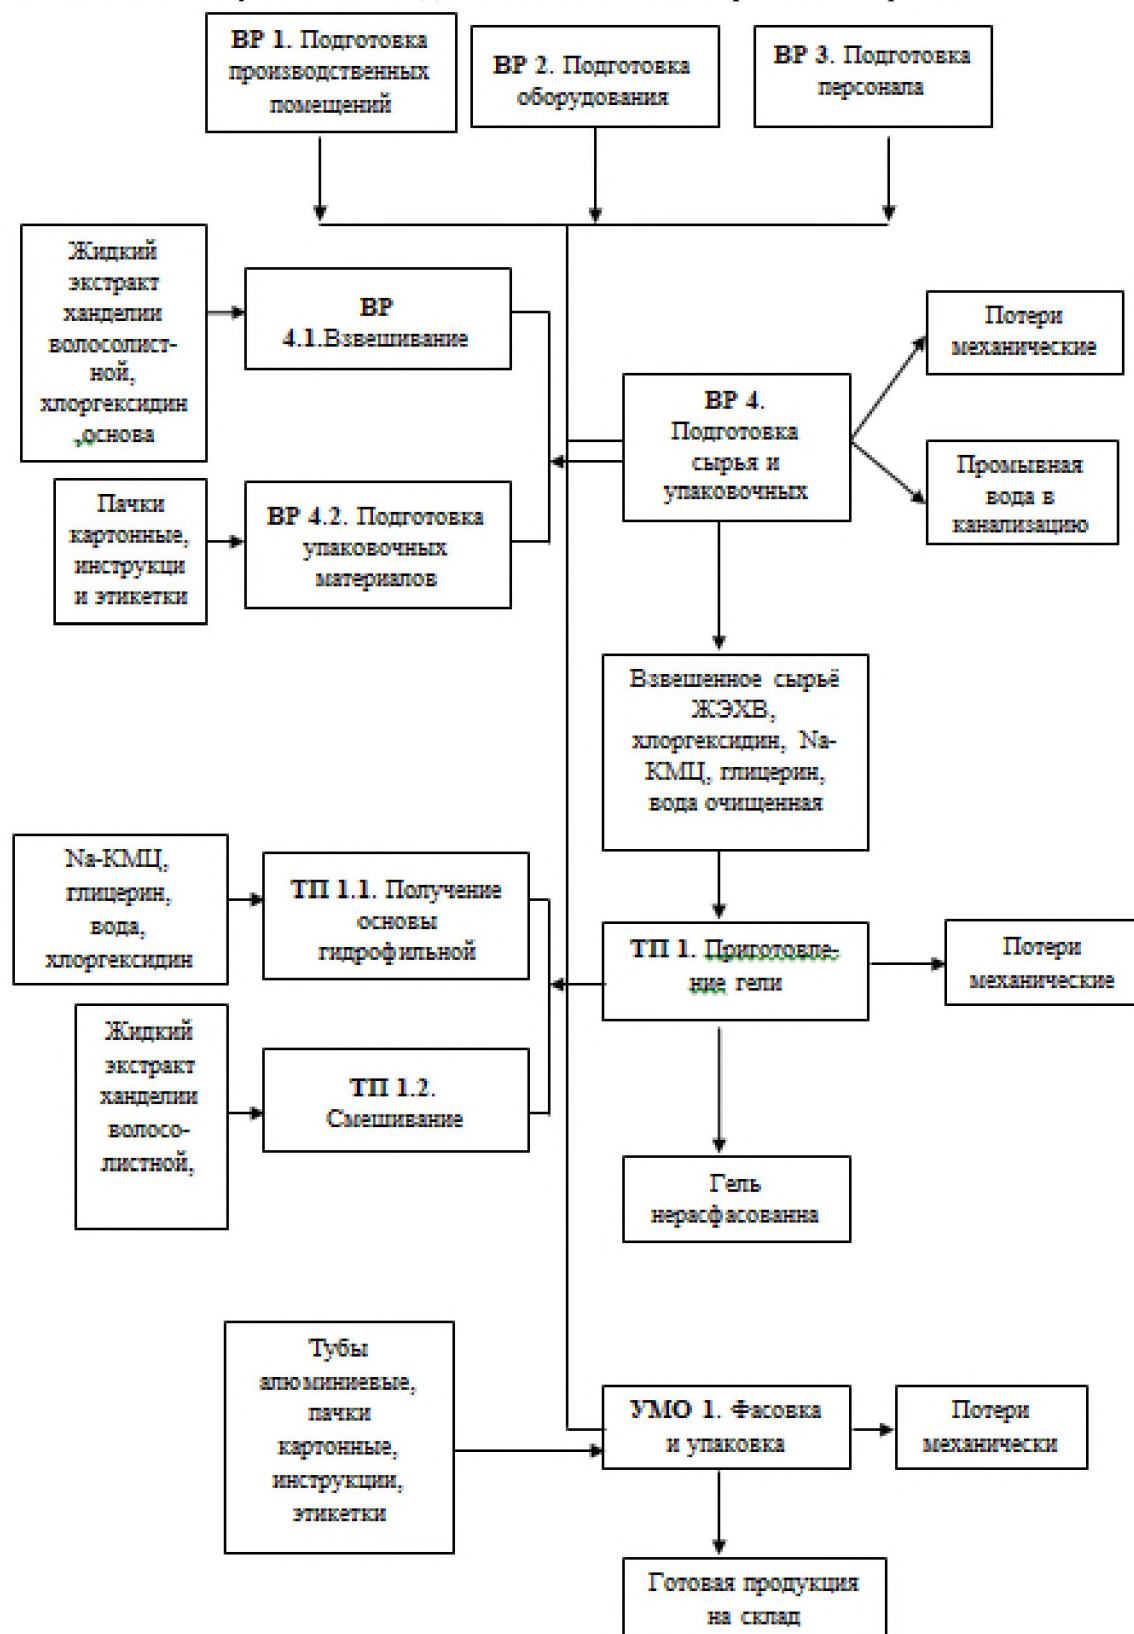 ВР 1. Подготовка
производственных
помещений
ВР 2. Подготовка
оборудования
ВР 3. Подготовка
персонала
Жидкий
экстракт
ханделии
волосолист-
ной,
хлоргексидин
,основа
ВР
4.1.Взвешивание
Потери
механические
ВР 4.
Подготовка
сырья и
упаковочных
Промывная
вода в
канализацию
Пачки
картонные,
инструкци
и этикетки
ВР 4.2. Подготовка
упаковочных
материалов
Взвешенное сырьё
ЖЭХВ,
хлоргексидин, Na-
КМЦ, глицерин,
вода очищенная
Na-КМЦ,
глицерин,
вода,
хлоргексидин
ТП 1.1. Получение
основы
гидрофильной
ТП 1. Приготовле-
ние гели
Потери
механические
Жидкий
экстракт
ханделии
волосо-
листной,
ТП 1.2.
Смешивание
Гель
нерасфасованна
Тубы
алюминиевые,
пачки
картонные,
инструкции,
этикетки
УМО 1. Фасовка
и упаковка
Потери
механически
Готовая продукция
на склад